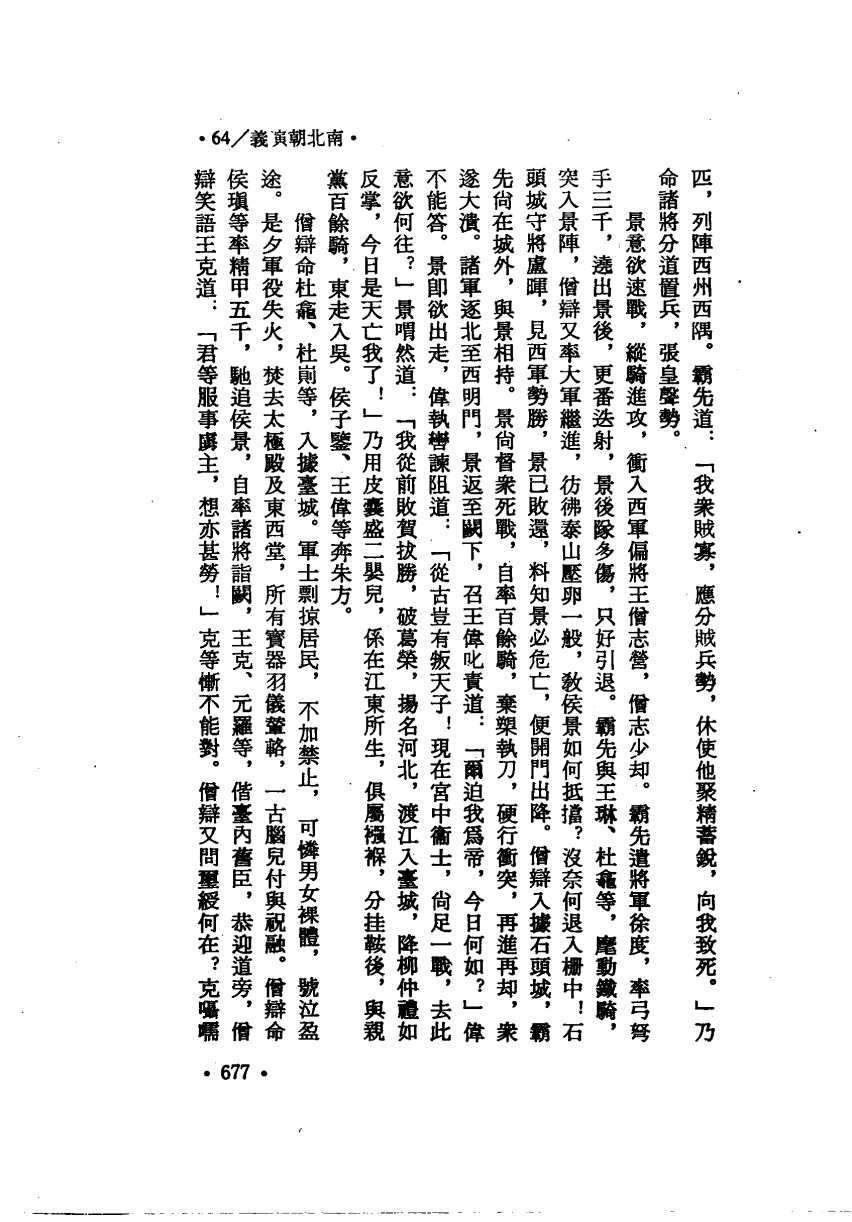 •64／義演朝北南•
匹，列陣西州西隅。霸先道：「我衆賊寡，應分賊兵勢，休使他聚精蓄銳，向我致死。」乃
命諸將分道置兵，張皇聲勢。
景意欲速戰，縱騎進攻，衝入西軍偏將王僧志營，僧志少却。霸先遣將軍徐度，率弓弩
手三千，遶出景後，更番迭射，景後隊多傷，只好引退。霸先與王琳、杜龕等，麾動鐵騎，
突入景陣，僧辯又率大軍繼進，彷彿泰山壓卵一般，敎侯景如何抵擋？沒奈何退入柵中！石
頭城守將盧暉，見西軍勢勝，景已敗還，料知景必危亡，便開門出降。僧辯入據石頭城，霸
先尙在城外，與景相持。景尙督衆死戰，自率百餘騎，棄槊執刀，硬行衝突，再進再却，衆
遂大潰。諸軍逐北至西明門，景返至闕下，召王偉叱責道：「爾迫我爲帝，今日何如？」偉
不能答。景卽欲出走，偉執轡諫阻道：「從古豈有叛天子！現在宮中衞士，尙足一戰，去此
意欲何往？」景喟然道：「我從前敗賀拔勝，破葛榮，揚名河北，渡江入臺城，降柳仲禮如
反掌，今日是天亡我了！」乃用皮囊盛二嬰兒，係在江東所生，俱屬襁褓，分挂鞍後，與親
黨百餘騎，東走入吳。侯子鑒、王偉等奔朱方。
僧辯命杜龕、杜崱等，入據臺城。軍士剽掠居民，不加禁止，可憐男女裸體，號泣盈
途。是夕軍役失火，焚去太極殿及東西堂，所有寶器羽儀輦輅，一古腦兒付與祝融。僧辯命
侯瑱等率精甲五千，馳追侯景，自率諸將詣闕，王克、元羅等，偕臺內舊臣，恭迎道旁，僧
辯笑語王克道：「君等服事虜主，想亦甚勞！」克等慚不能對。僧辯又問璽綬何在？克囁嚅
•677•